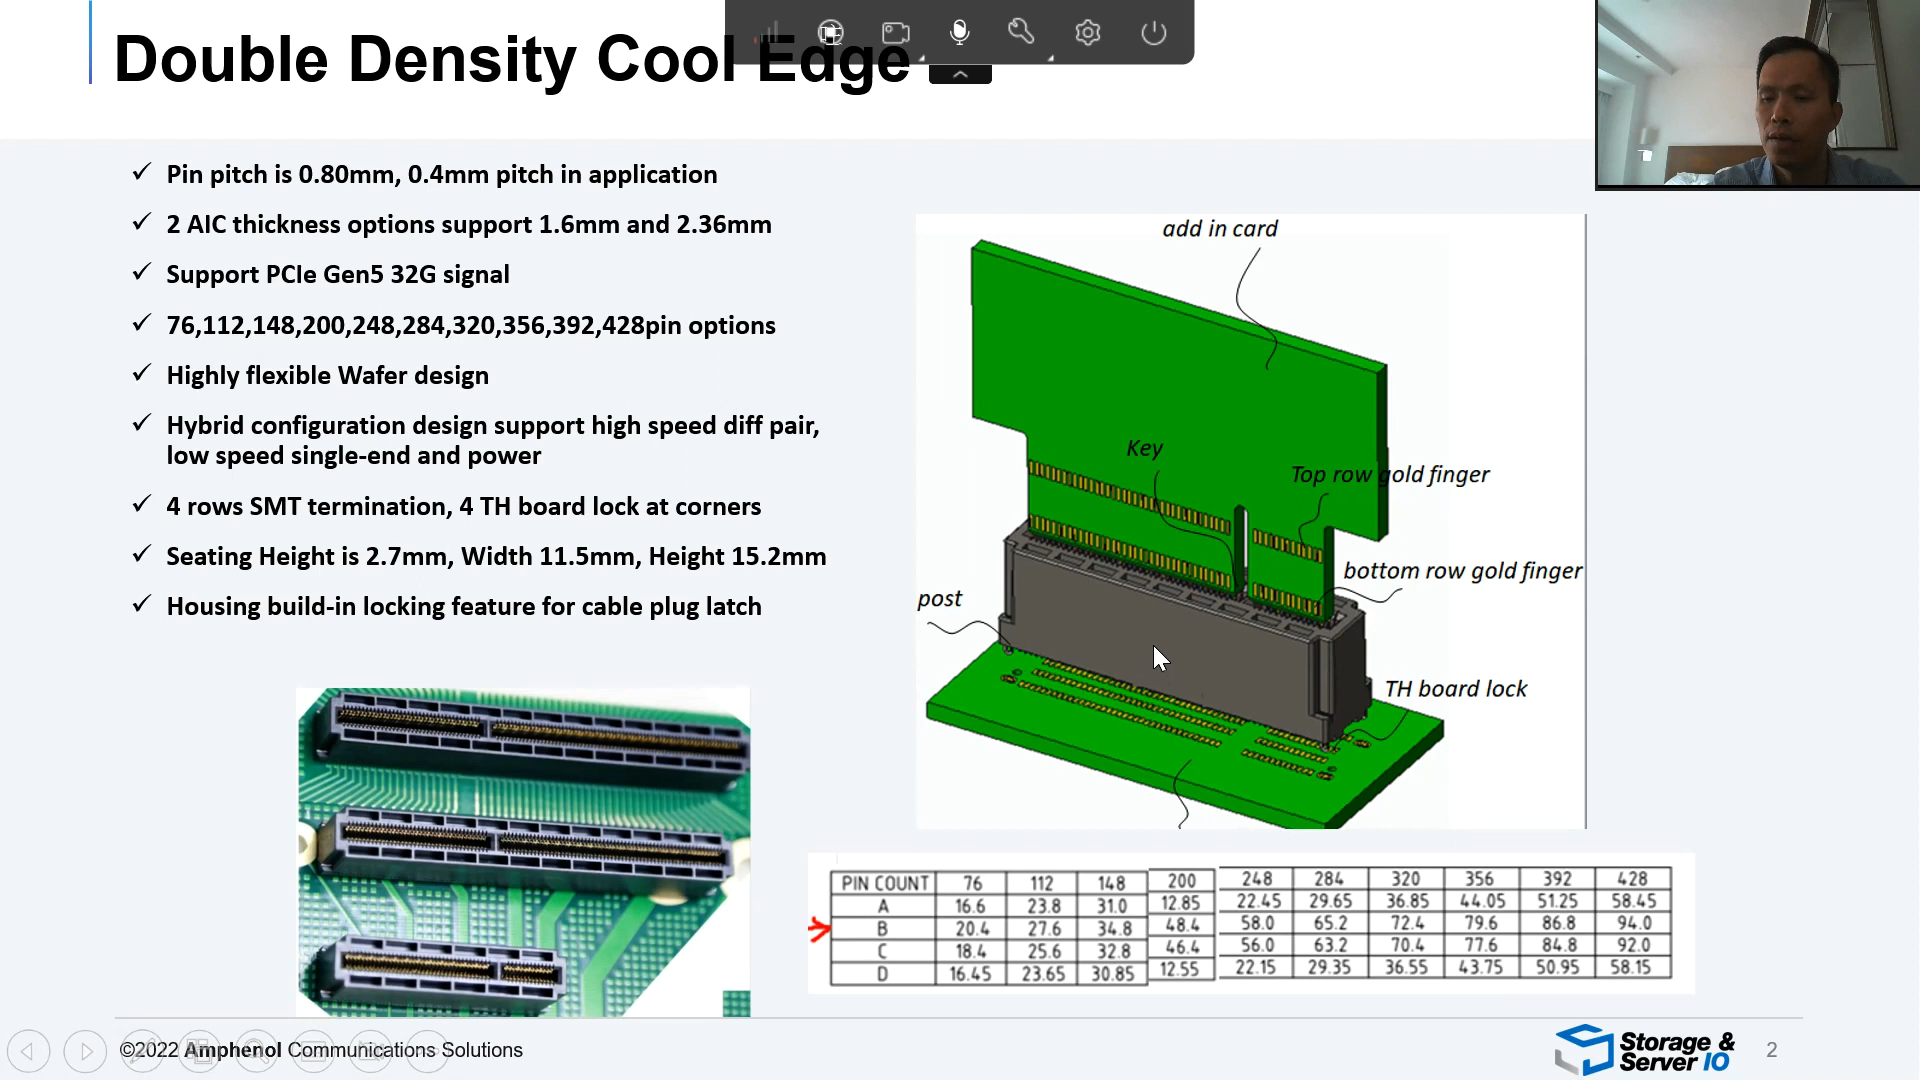 Double Density Cool Edge
Pin pitch is 0.80mm, 0.4mm pitch in application
2 AIC thickness options support 1.6mm and 2.36mm
Support PCIe Gen5 32G signal
76,112,148,200,248,284,320,356,392,428pin options
Highly flexible Wafer design
Hybrid configuration design support high speed diff pair,
low speed single-end and power
4 rows SMT termination, 4 TH board lock at corners
Seating Height is 2.7mm, Width 11.5mm, Height 15.2mm
Housing build-in locking feature for cable plug latch
add in card
Key
Top row gold finger
bottom row gold finger
post
TH board lock
PIN COUNT 76 112 148 200 248 284 320 356 392 428
A 16.6 23.8 31.0 12.85 22.45 29.65 36.85 44.05 51.25 58.45
B 20.4 27.6 34.8 48.4 58.0 65.2 72.4 79.6 86.8 94.0
C 18.4 25.6 32.8 46.4 56.0 63.2 70.4 77.6 84.8 92.0
D 16.45 23.65 30.85 12.55 22.15 29.35 36.55 43.75 50.95 58.15
©2022 Amphenol Communications Solutions
Storage &
Server IO
2